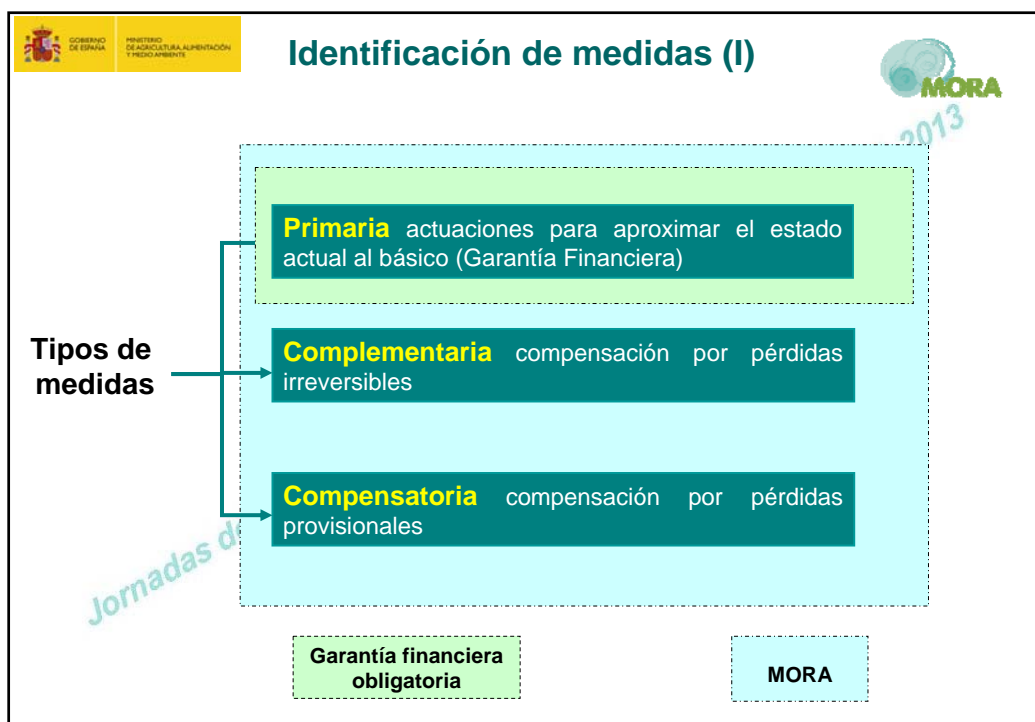 GOBIERNO
DE ESPAÑA
MINISTERIO
DE AGRICULTURA, ALIMENTACIÓN
Y MEDIO AMBIENTE
Identificación de medidas (I)
MORA
2013
Primaria actuaciones para aproximar el estado
actual al básico (Garantía Financiera)
Tipos de
medidas
Complementaria compensación por pérdidas
irreversibles
Compensatoria compensación por pérdidas
provisionales
Jornadas de
Garantía financiera
obligatoria
MORA